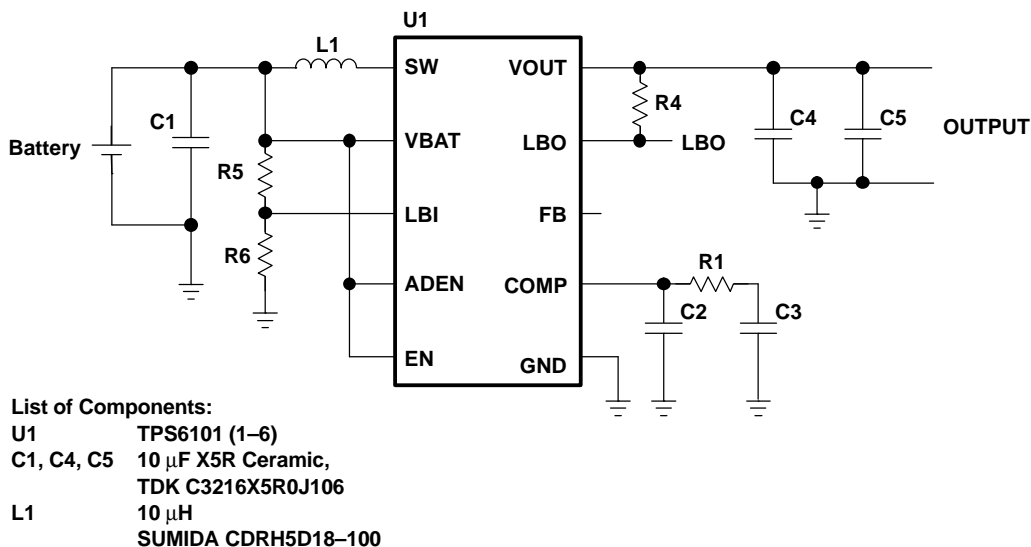 U1
L1
SW VOUT
R4
C1 C4 C5 OUTPUT
Battery VBAT LBO LBO
R5
LBI FB
R6 R1
ADEN COMP
C2 C3
EN GND
List of Components:
U1 TPS6101 (1–6)
C1, C4, C5 10 μF X5R Ceramic,
TDK C3216X5R0J106
L1 10 μH
SUMIDA CDRH5D18–100